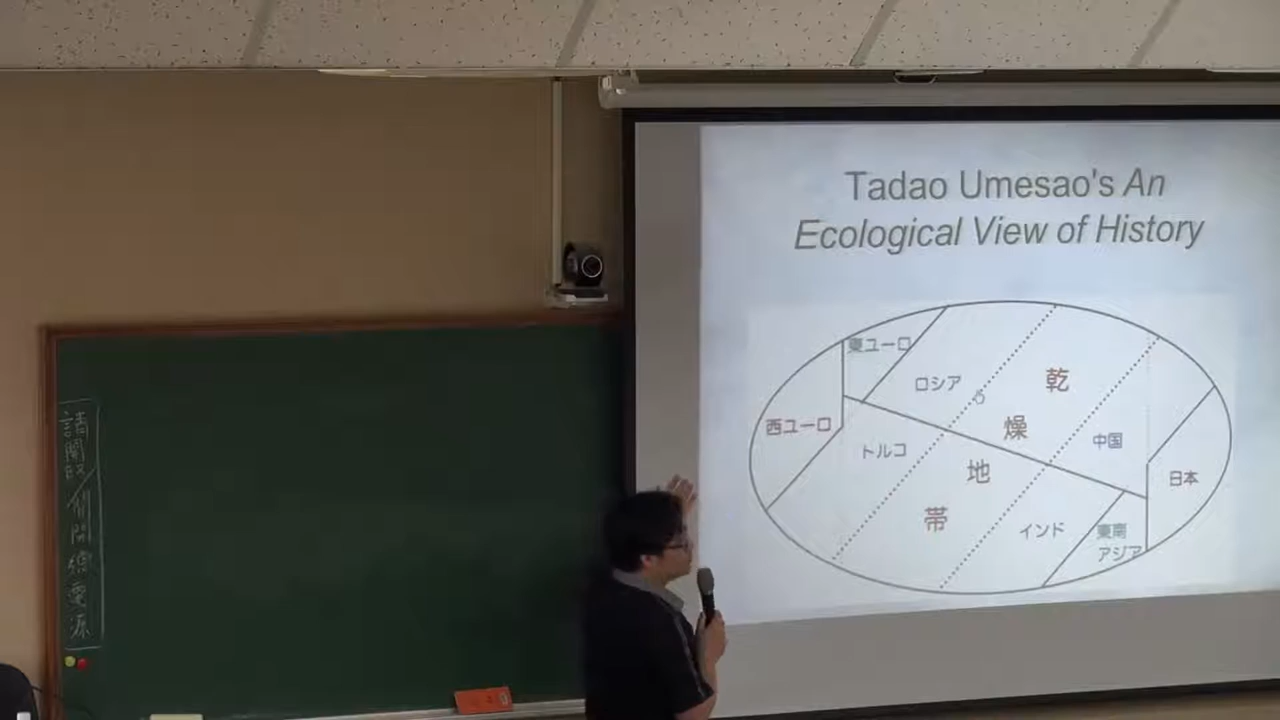 Tadao Umesao's An
Ecological View of History
東ユーロ
ロシア
乾
燥
地
帯
西ユーロ
トルコ
中国
日本
インド
東南
アジア